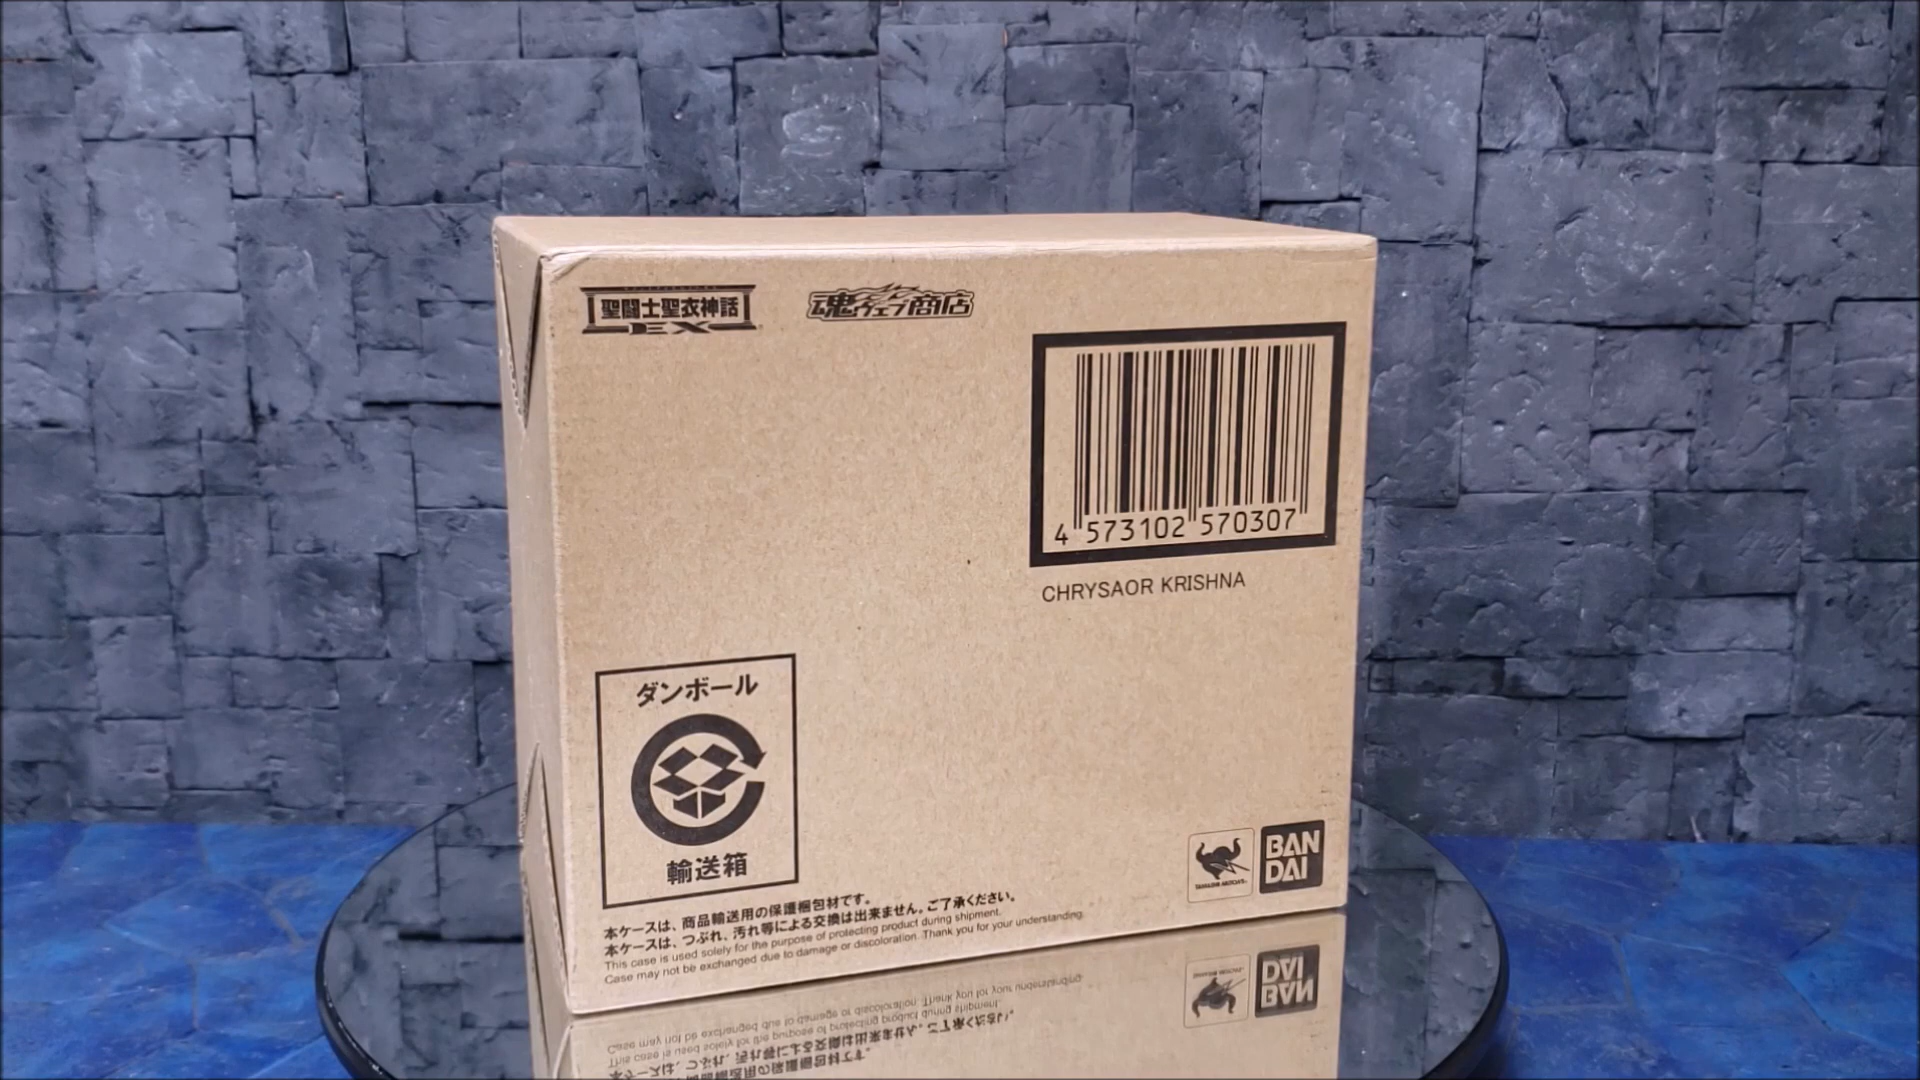 聖闘士聖衣神話
EX
魂ウェブ商店
4 573102 570307
CHRYSAOR KRISHNA
ダンボール
輸送箱
本ケースは、商品輸送用の保護梱包材です。
本ケースは、つぶれ、汚れ等による交換は出来ません。ご了承ください。
This case is used solely for the purpose of protecting product during shipment.
Case may not be exchanged due to damage or discoloration. Thank you for your understanding.
TAMASHII NATIONS
BAN
DAI